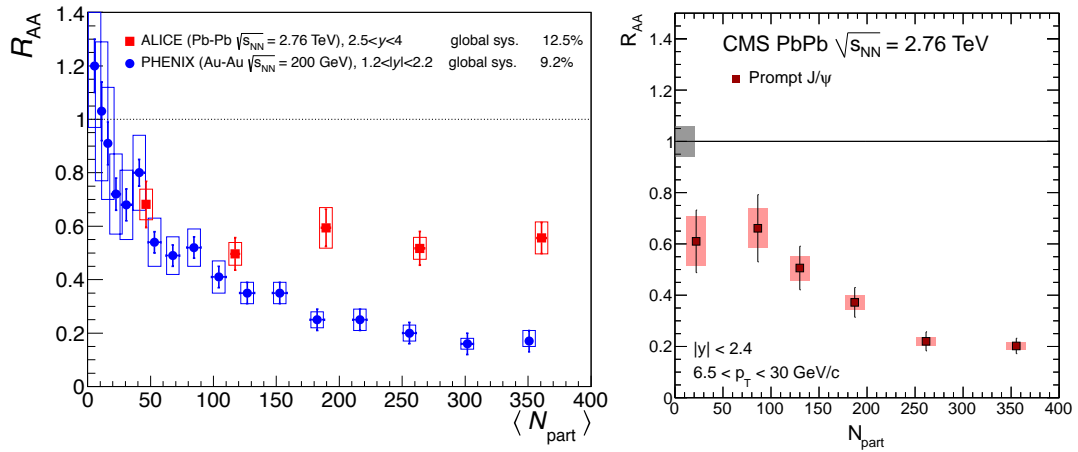 R_AA
1.4
1.2
1
0.8
0.6
0.4
0.2
0
ALICE (Pb-Pb √s_NN = 2.76 TeV), 2.5<y<4 global sys. 12.5%
PHENIX (Au-Au √s_NN = 200 GeV), 1.2<|y|<2.2 global sys. 9.2%
0 50 100 150 200 250 300 350 400
⟨N_part⟩
R_AA
1.4
1.2
1
0.8
0.6
0.4
0.2
0
CMS PbPb √s_NN = 2.76 TeV
Prompt J/ψ
|y| < 2.4
6.5 < p_T < 30 GeV/c
0 50 100 150 200 250 300 350 400
N_part